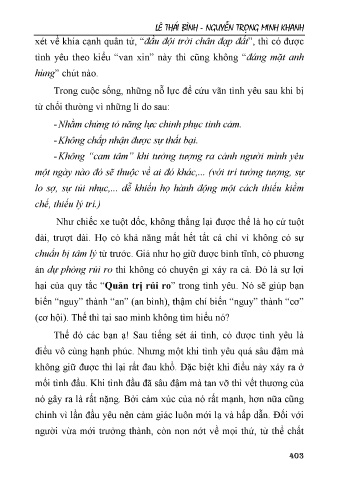 LÊ THÁI BÌNH - NGUYỄN TRỌNG MINH KHANH
xét về khía cạnh quân tử, “đầu đội trời chân đạp đất”, thì có được
tình yêu theo kiểu “van xin” này thì cũng không “đáng mặt anh
hùng” chút nào.
Trong cuộc sống, những nỗ lực để cứu vãn tình yêu sau khi bị
từ chối thường vì những lí do sau:
- Nhằm chứng tỏ năng lực chinh phục tình cảm.
- Không chấp nhận được sự thất bại.
- Không “cam tâm” khi tưởng tượng ra cảnh người mình yêu
một ngày nào đó sẽ thuộc về ai đó khác,... (với trí tưởng tượng, sự
lo sợ, sự tủi nhục,... dễ khiến họ hành động một cách thiếu kiềm
chế, thiếu lý trí.)
Như chiếc xe tuột dốc, không thắng lại được thế là họ cứ tuột
dài, trượt dài. Họ có khả năng mất hết tất cả chỉ vì không có sự
chuẩn bị tâm lý từ trước. Giá như họ giữ được bình tĩnh, có phương
án dự phòng rủi ro thì không có chuyện gì xảy ra cả. Đó là sự lợi
hại của quy tắc “Quản trị rủi ro” trong tình yêu. Nó sẽ giúp bạn
biến “nguy” thành “an” (an bình), thậm chí biến “nguy” thành “cơ”
(cơ hội). Thế thì tại sao mình không tìm hiểu nó?
Thế đó các bạn ạ! Sau tiếng sét ái tình, có được tình yêu là
điều vô cùng hạnh phúc. Nhưng một khi tình yêu quá sâu đậm mà
không giữ được thì lại rất đau khổ. Đặc biệt khi điều này xảy ra ở
mối tình đầu. Khi tình đầu đã sâu đậm mà tan vỡ thì vết thương của
nó gây ra là rất nặng. Bởi cảm xúc của nó rất mạnh, hơn nữa cũng
chính vì lần đầu yêu nên cảm giác luôn mới lạ và hấp dẫn. Đối với
người vừa mới trưởng thành, còn non nớt về mọi thứ, từ thể chất
403